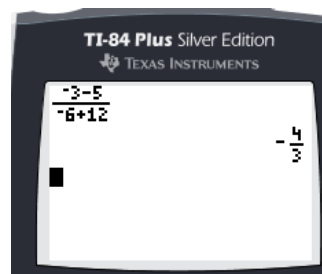 TI-84 Plus Silver Edition
TEXAS INSTRUMENTS
⁻3-5
⁻6+12
-4/3